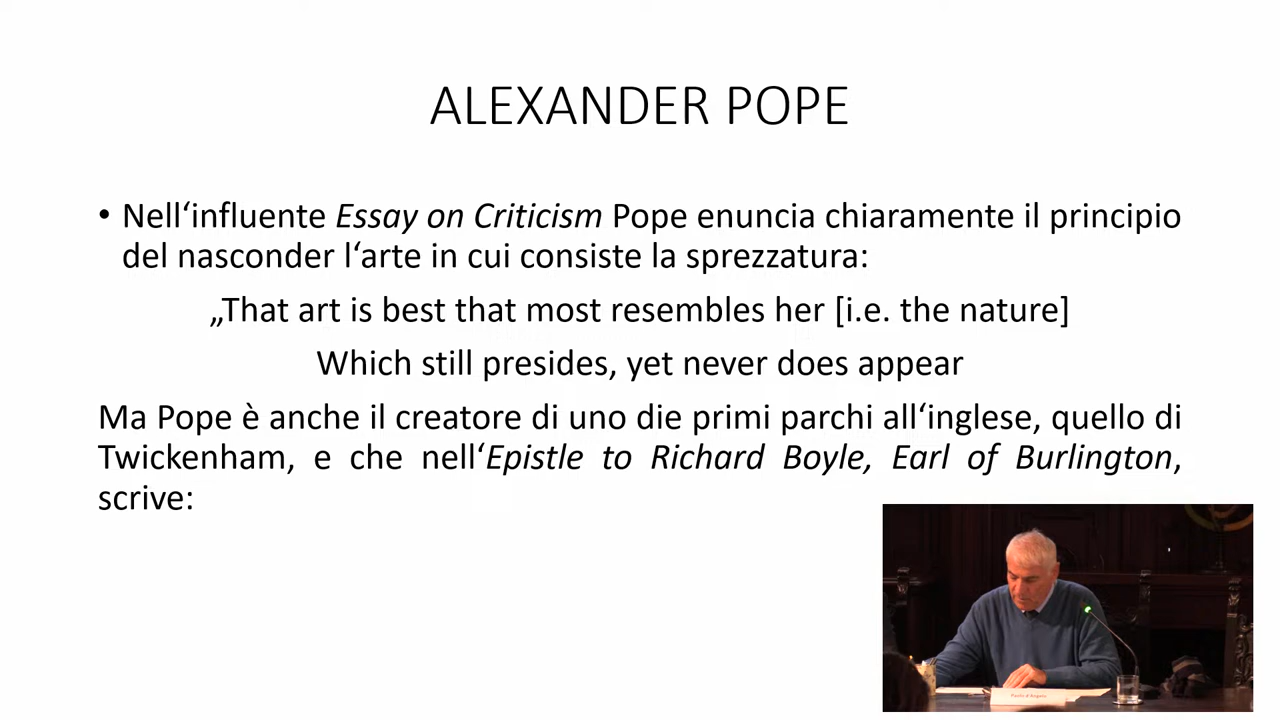 ALEXANDER POPE
• Nell‘influente Essay on Criticism Pope enuncia chiaramente il principio
del nasconder l‘arte in cui consiste la sprezzatura:
„That art is best that most resembles her [i.e. the nature]
Which still presides, yet never does appear
Ma Pope è anche il creatore di uno die primi parchi all‘inglese, quello di
Twickenham, e che nell‘Epistle to Richard Boyle, Earl of Burlington,
scrive: